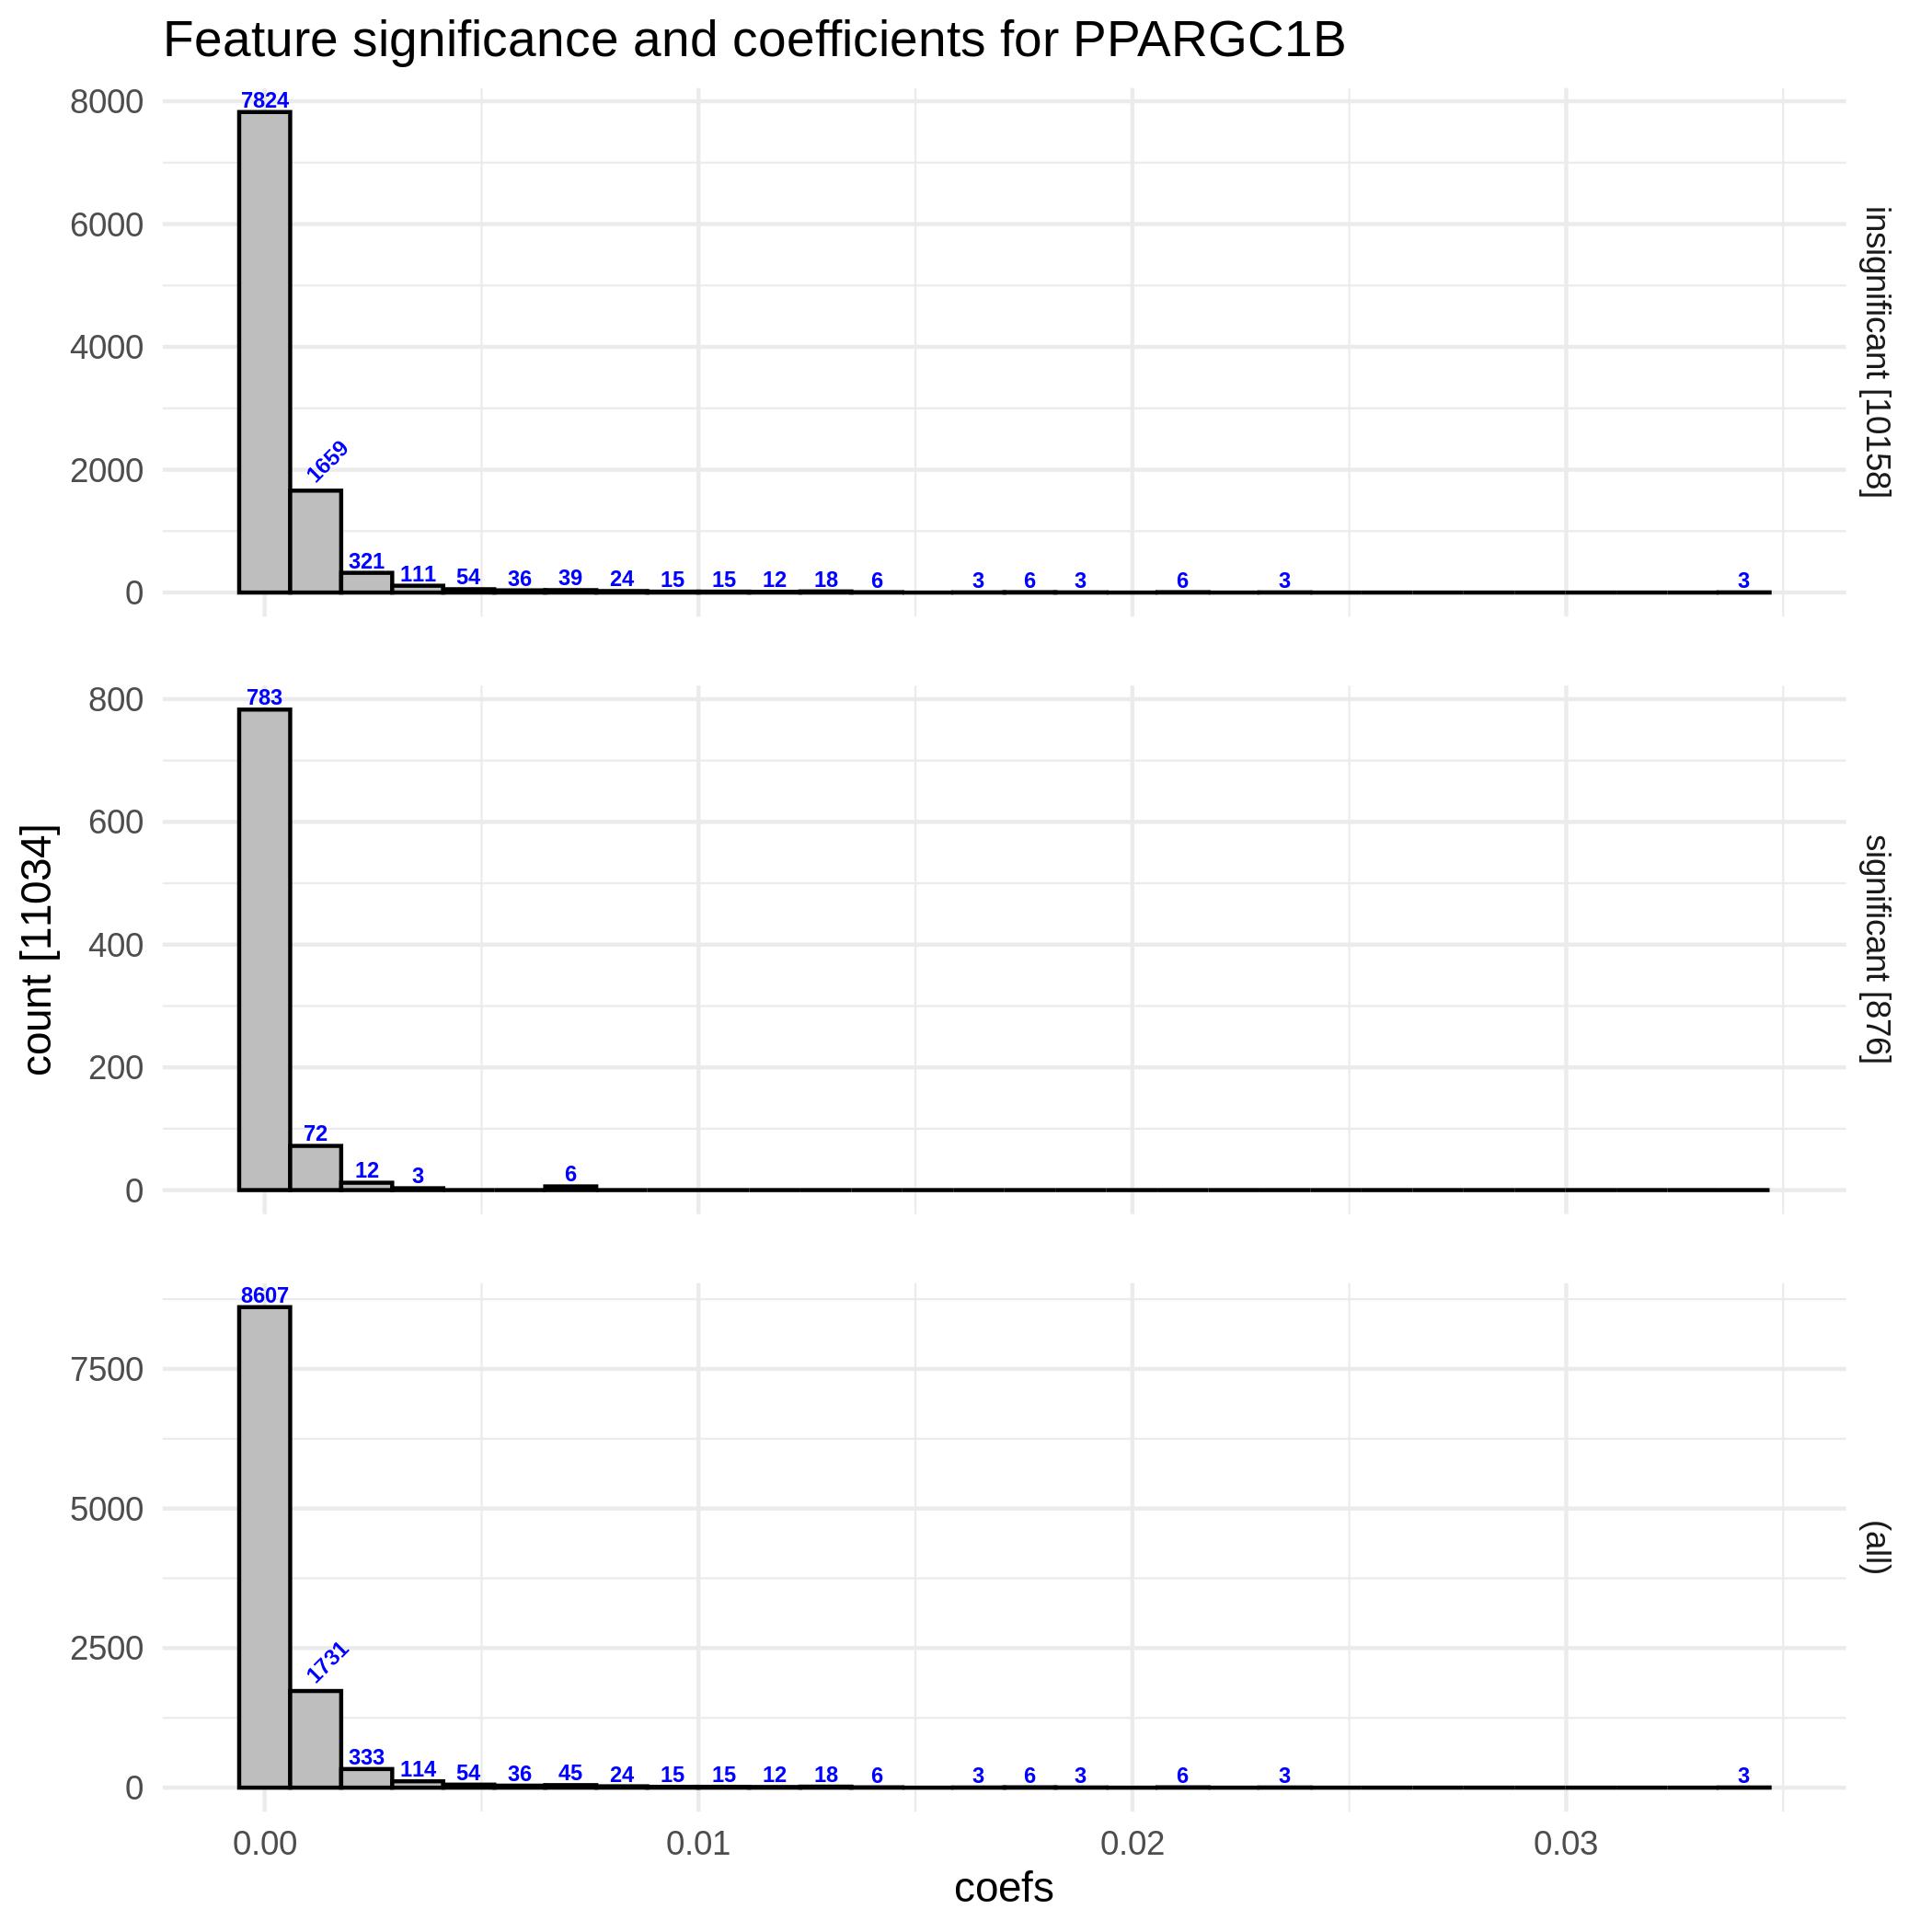 Feature significance and coefficients for PPARGC1B
8000
6000
4000
2000
0
7824
1659
321 111 54 36 39 24 15 15 12 18 6 3 6 3 6 3 3
insignificant [10158]
800
600
400
200
0
783
72
12 3 6
significant [876]
count [11034]
7500
5000
2500
0
8607
1731
333 114 54 36 45 24 15 15 12 18 6 3 6 3 6 3 3
(all)
0.00 0.01 0.02 0.03
coefs